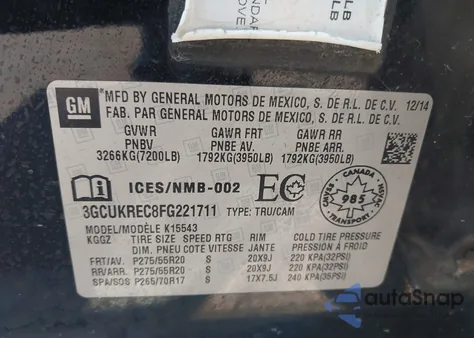 LB
LB
GM
MFD BY GENERAL MOTORS DE MEXICO, S. DE R.L. DE C.V. 12/14
FAB. PAR GENERAL MOTORS DE MEXICO, S. DE R.L. DE C.V.
GVWR GAWR FRT GAWR RR
PNBV PNBE AV. PNBE ARR.
3266KG(7200LB) 1792KG(3950LB) 1792KG(3950LB)
ICES/NMB-002 EC CANADA 985
3GCUKREC8FG221711 TYPE: TRU/CAM
MODEL/MODÈLE K15543
KGGZ TIRE SIZE SPEED RTG RIM COLD TIRE PRESSURE
DIM. PNEU COTE VITESSE JANTE PRESSION À FROID
FRT/AV. P275/55R20 S 20X9J 220 KPA(32PSI)
RR/ARR. P275/55R20 S 20X9J 220 KPA(32PSI)
SPA/SOS P265/70R17 S 17X7.5J 240 KPA(35PSI)
autoSnap